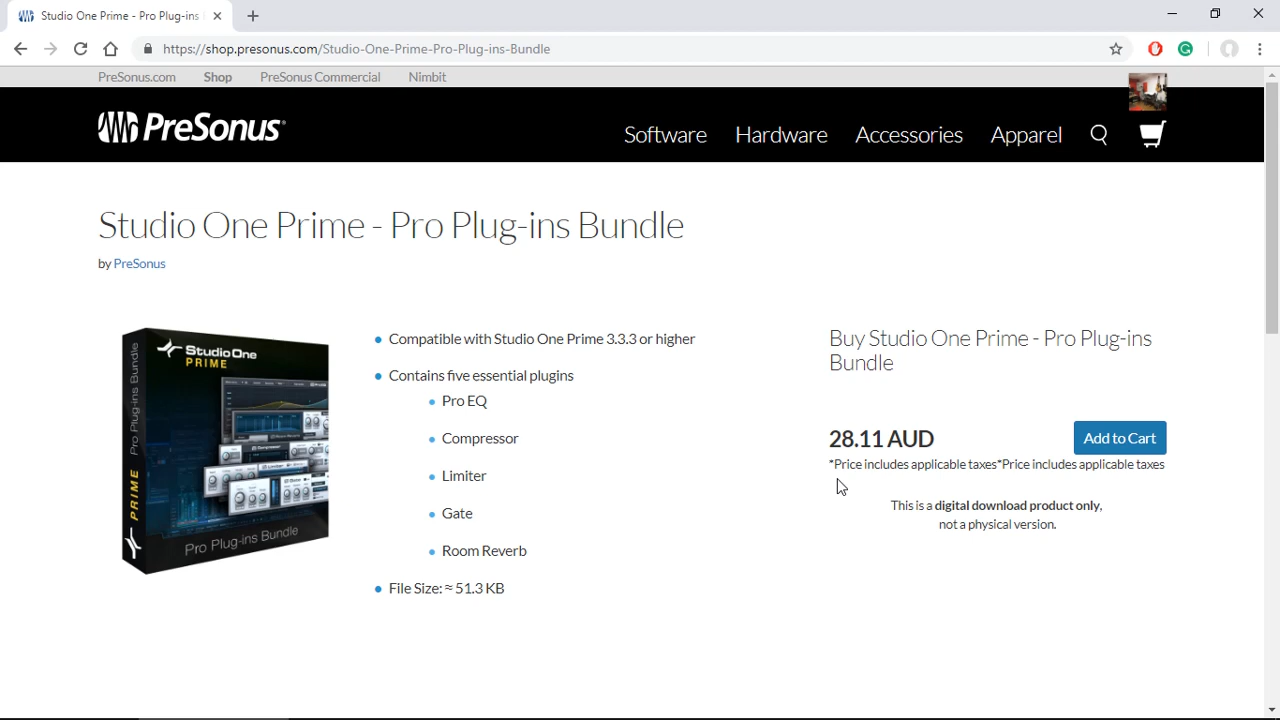 Studio One Prime - Pro Plug-ins
https://shop.presonus.com/Studio-One-Prime-Pro-Plug-ins-Bundle
PreSonus.com Shop PreSonus Commercial Nimbit
PreSonus®
Software Hardware Accessories Apparel
Studio One Prime - Pro Plug-ins Bundle
by PreSonus
Studio One
PRIME
PRIME Pro Plug-ins Bundle
Pro Plug-ins Bundle
Compatible with Studio One Prime 3.3.3 or higher
Contains five essential plugins
Pro EQ
Compressor
Limiter
Gate
Room Reverb
File Size: ≈ 51.3 KB
Buy Studio One Prime - Pro Plug-ins
Bundle
28.11 AUD
Add to Cart
*Price includes applicable taxes*Price includes applicable taxes
This is a digital download product only,
not a physical version.